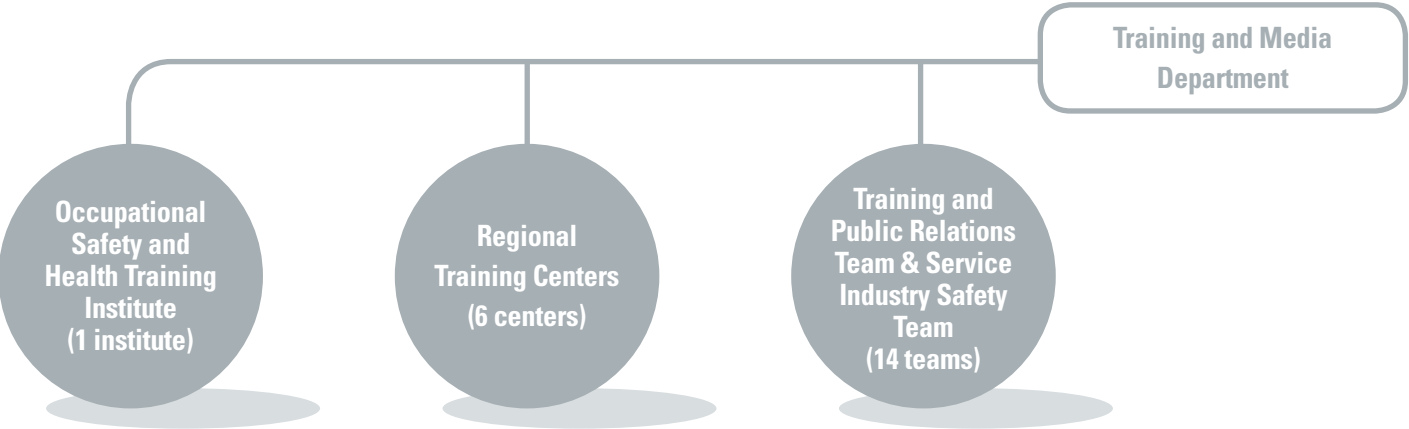 Training and Media
Department
Occupational
Safety and
Health Training
Institute
(1 institute)
Regional
Training Centers
(6 centers)
Training and
Public Relations
Team & Service
Industry Safety
Team
(14 teams)